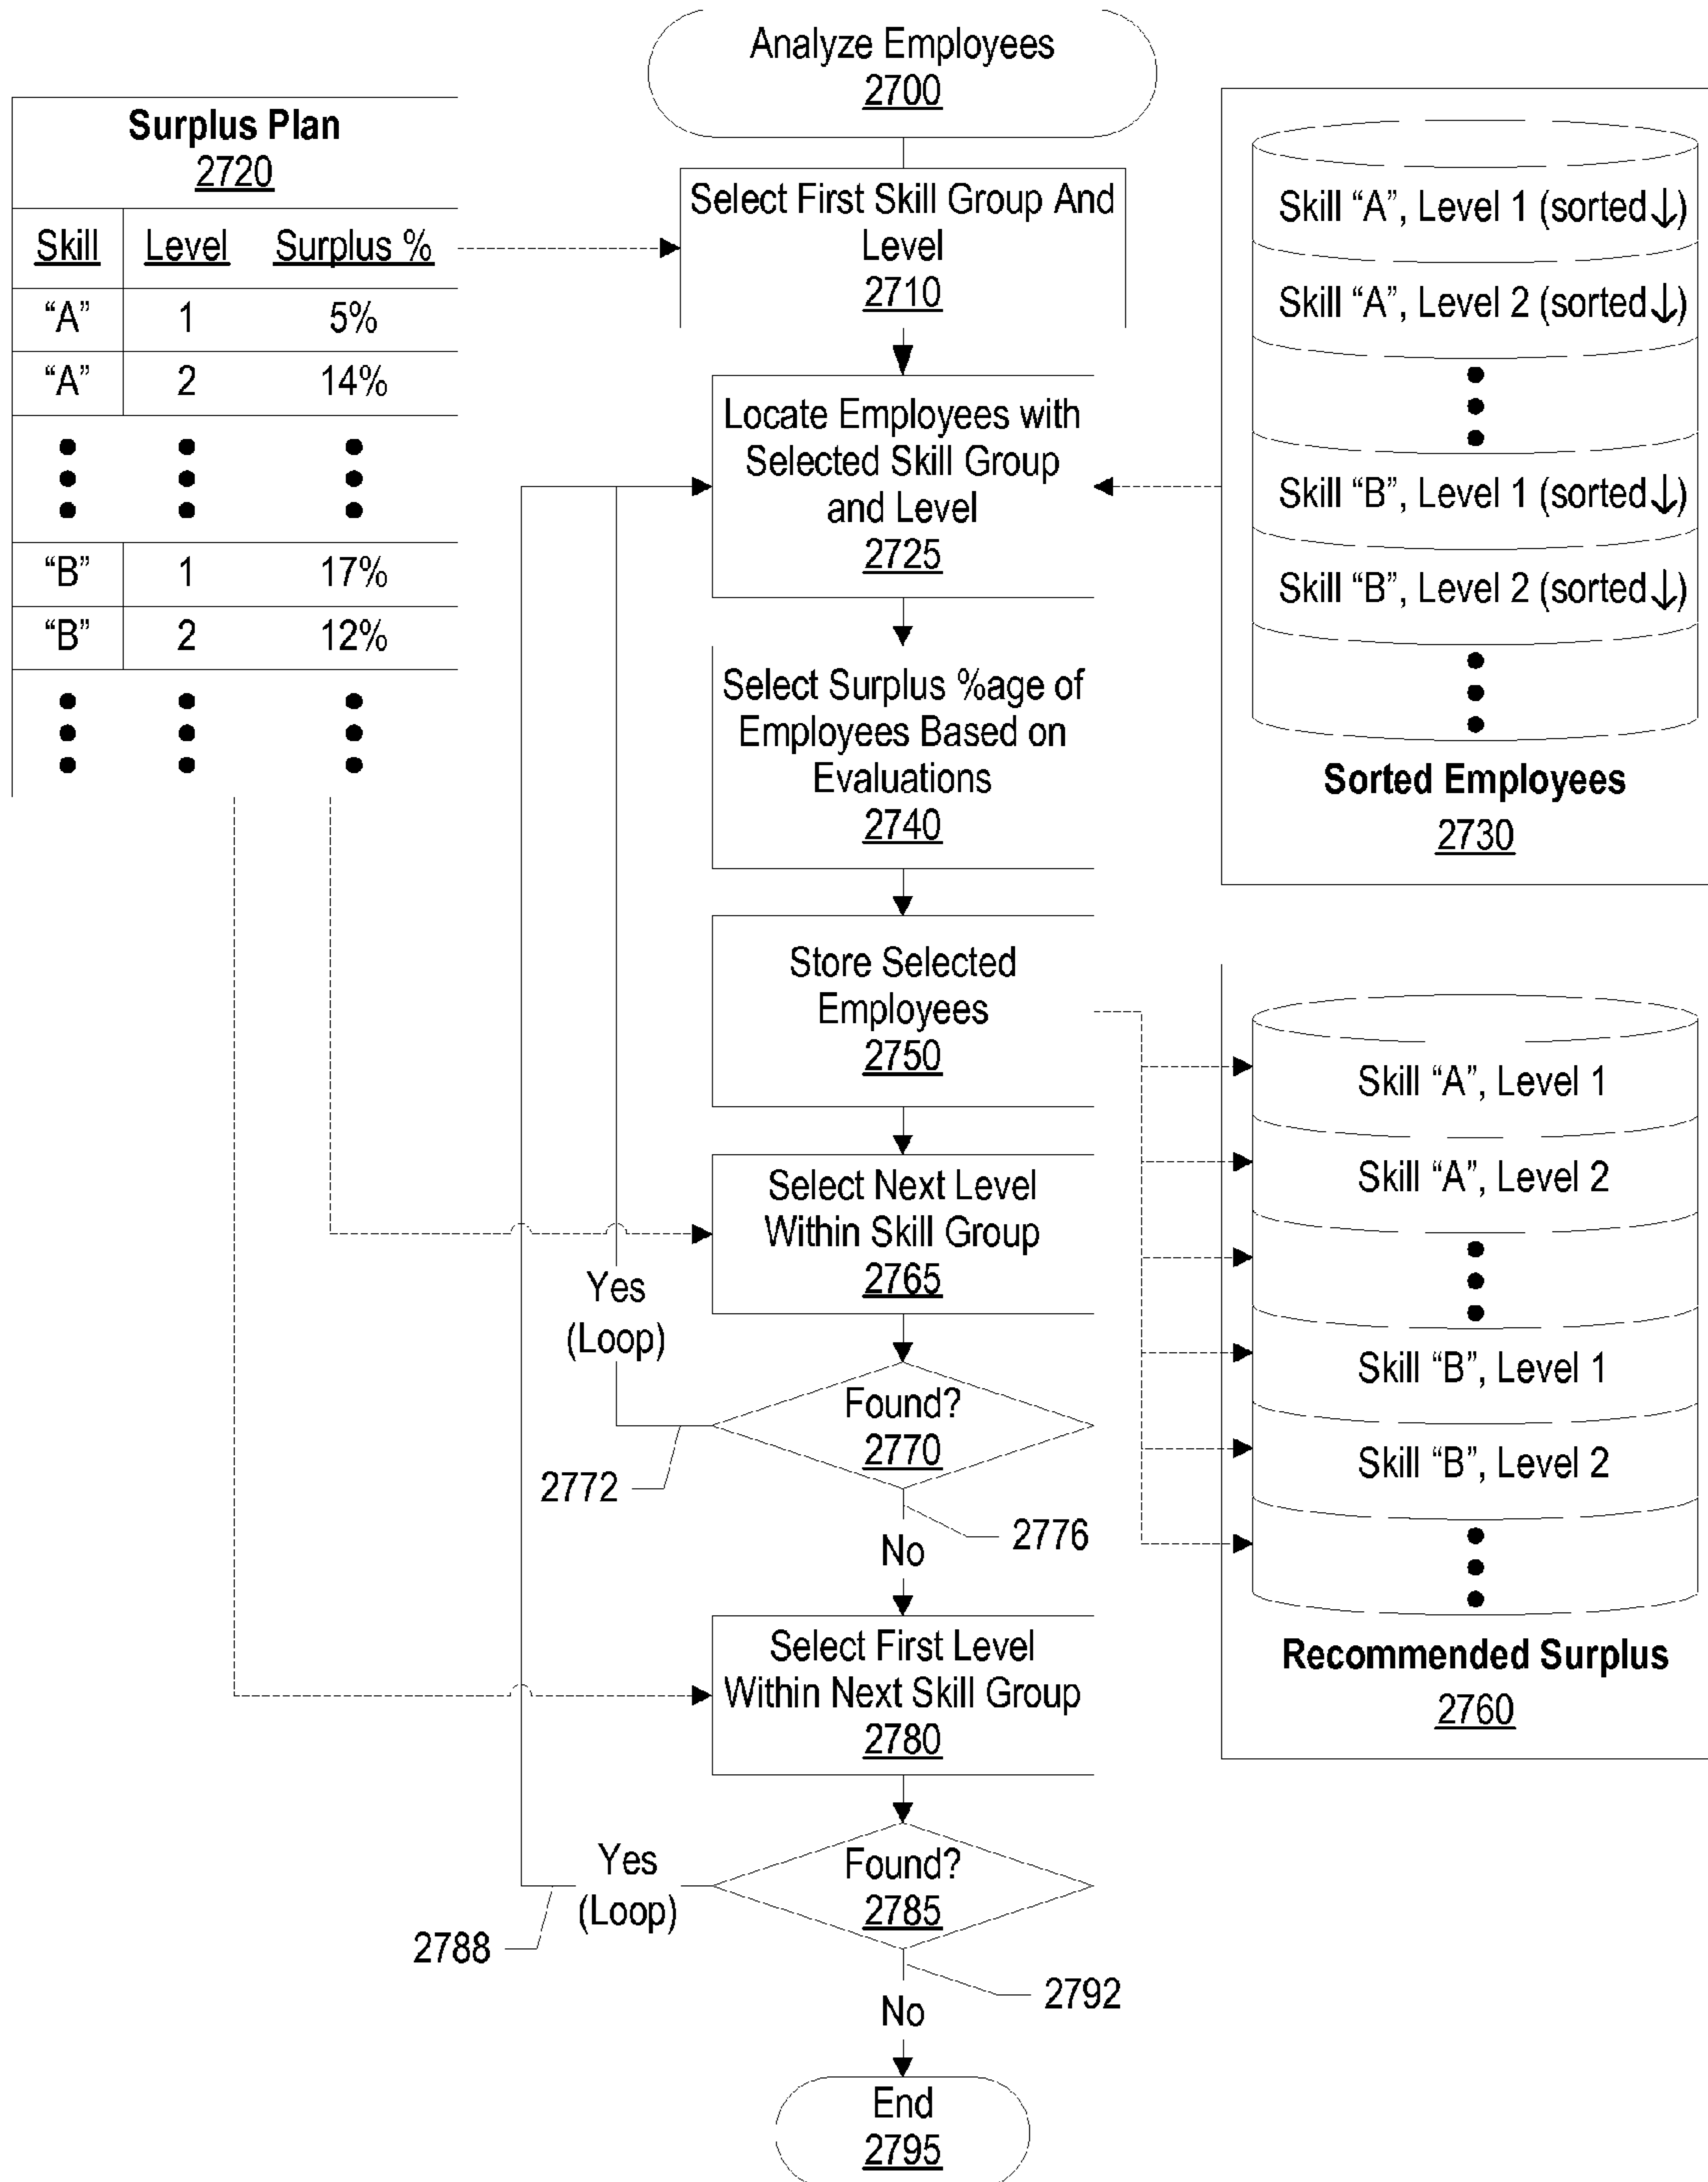 Analyze Employees
2700
Surplus Plan
2720
Skill Level Surplus %
“A” 1 5%
“A” 2 14%
“B” 1 17%
“B” 2 12%
Select First Skill Group And
Level
2710
Locate Employees with
Selected Skill Group
and Level
2725
Skill “A”, Level 1 (sorted↓)
Skill “A”, Level 2 (sorted↓)
Skill “B”, Level 1 (sorted↓)
Skill “B”, Level 2 (sorted↓)
Sorted Employees
2730
Select Surplus %age of
Employees Based on
Evaluations
2740
Store Selected
Employees
2750
Skill “A”, Level 1
Skill “A”, Level 2
Skill “B”, Level 1
Skill “B”, Level 2
Recommended Surplus
2760
Select Next Level
Within Skill Group
2765
Yes
(Loop)
Found?
2770
2772
2776
No
Select First Level
Within Next Skill Group
2780
Yes
(Loop)
Found?
2785
2788
2792
No
End
2795